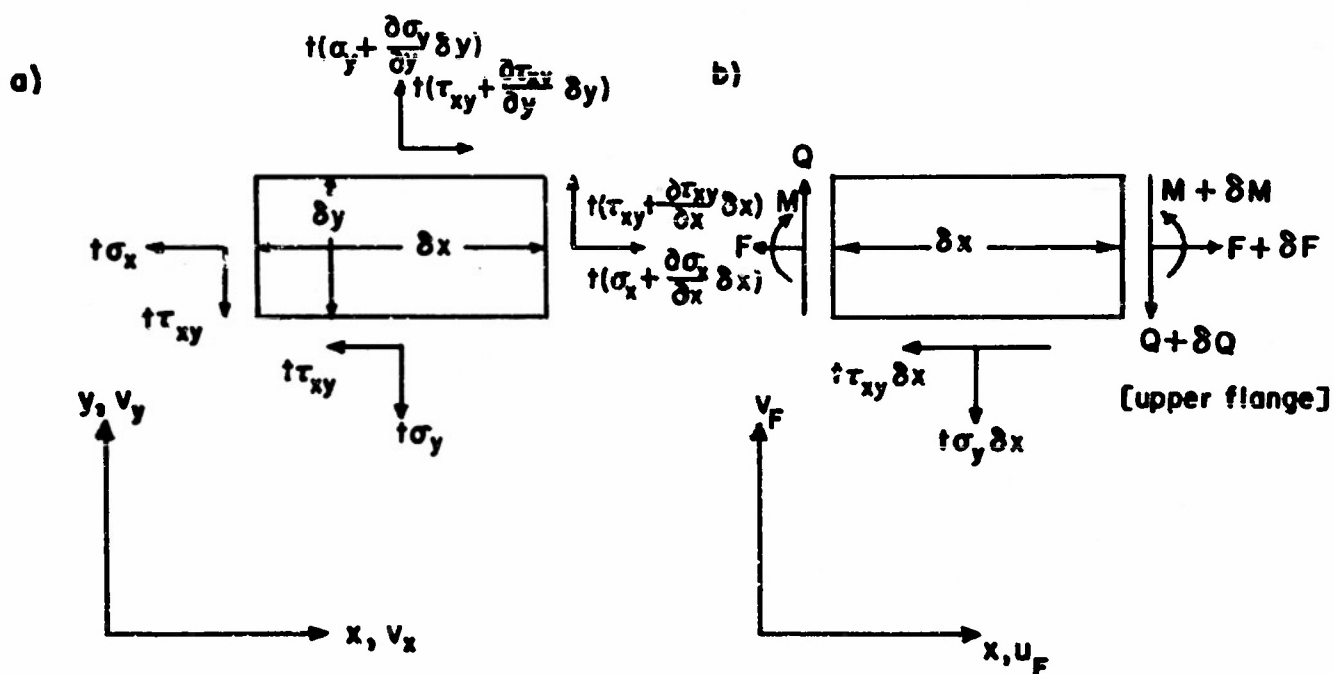 a)
t(σy + ∂σy/∂y δy)
t(τxy + ∂τxy/∂y δy)
b)
δy
δx
tσx
tτxy
t(τxy + ∂τxy/∂x δx)
t(σx + ∂σx/∂x δx)
tτxy
tσy
y, vy
x, vx
Q
M
F
δx
M + δM
F + δF
Q + δQ
tτxy δx
tσy δx
[upper flange]
vF
x, uF